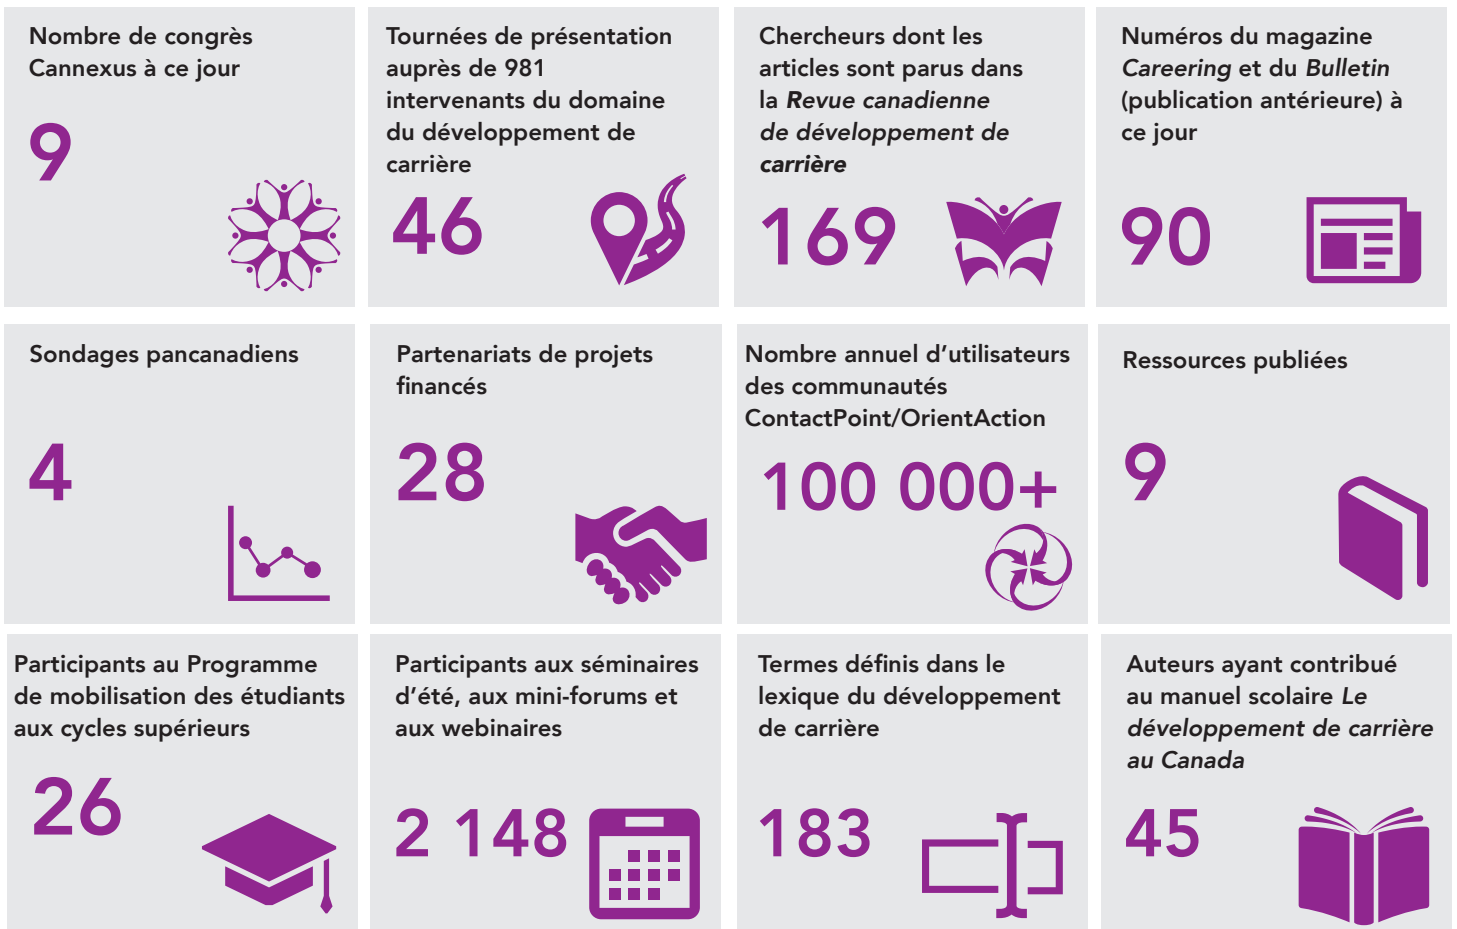 Nombre de congrès
Cannexus à ce jour
9
Tournées de présentation
auprès de 981
intervenants du domaine
du développement de
carrière
46
Chercheurs dont les
articles sont parus dans
la Revue canadienne
de développement de
carrière
169
Numéros du magazine
Careering et du Bulletin
(publication antérieure) à
ce jour
90
Sondages pancanadiens
4
Partenariats de projets
financés
28
Nombre annuel d’utilisateurs
des communautés
ContactPoint/OrientAction
100 000+
Ressources publiées
9
Participants au Programme
de mobilisation des étudiants
aux cycles supérieurs
26
Participants aux séminaires
d’été, aux mini-forums et
aux webinaires
2 148
Termes définis dans le
lexique du développement
de carrière
183
Auteurs ayant contribué
au manuel scolaire Le
développement de carrière
au Canada
45